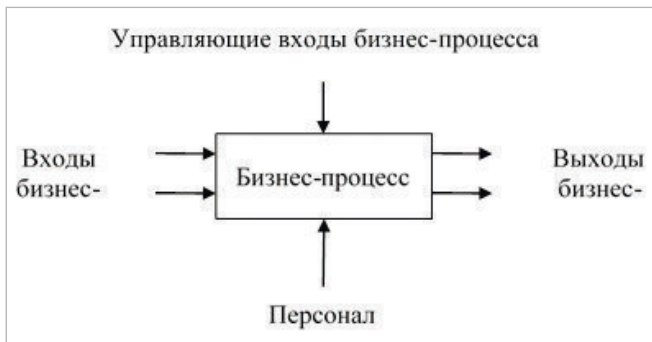 Управляющие входы бизнес-процесса
Входы
бизнес-
Бизнес-процесс
Выходы
бизнес-
Персонал